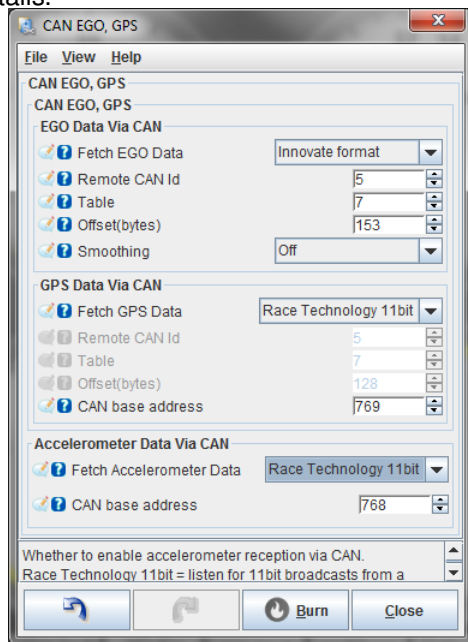 CAN EGO, GPS
File View Help
CAN EGO, GPS
CAN EGO, GPS
EGO Data Via CAN
Fetch EGO Data Innovate format
Remote CAN Id 5
Table 7
Offset(bytes) 153
Smoothing Off
GPS Data Via CAN
Fetch GPS Data Race Technology 11bit
Remote CAN Id 5
Table 7
Offset(bytes) 128
CAN base address 769
Accelerometer Data Via CAN
Fetch Accelerometer Data Race Technology 11bit
CAN base address 768
Whether to enable accelerometer reception via CAN.
Race Technology 11bit = listen for 11bit broadcasts from a
Burn Close